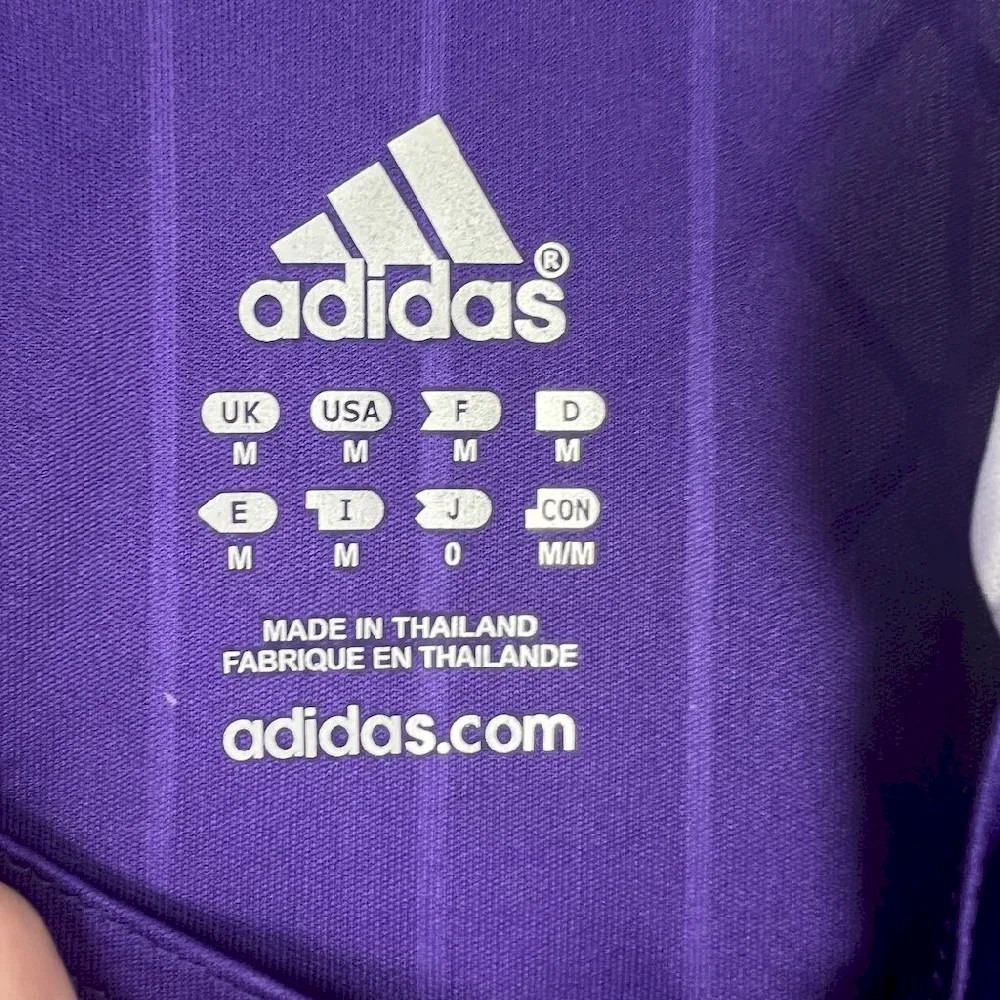 adidas®
UK USA F D
M M M M
E I J CON
M M O M/M
MADE IN THAILAND
FABRIQUE EN THAILANDE
adidas.com